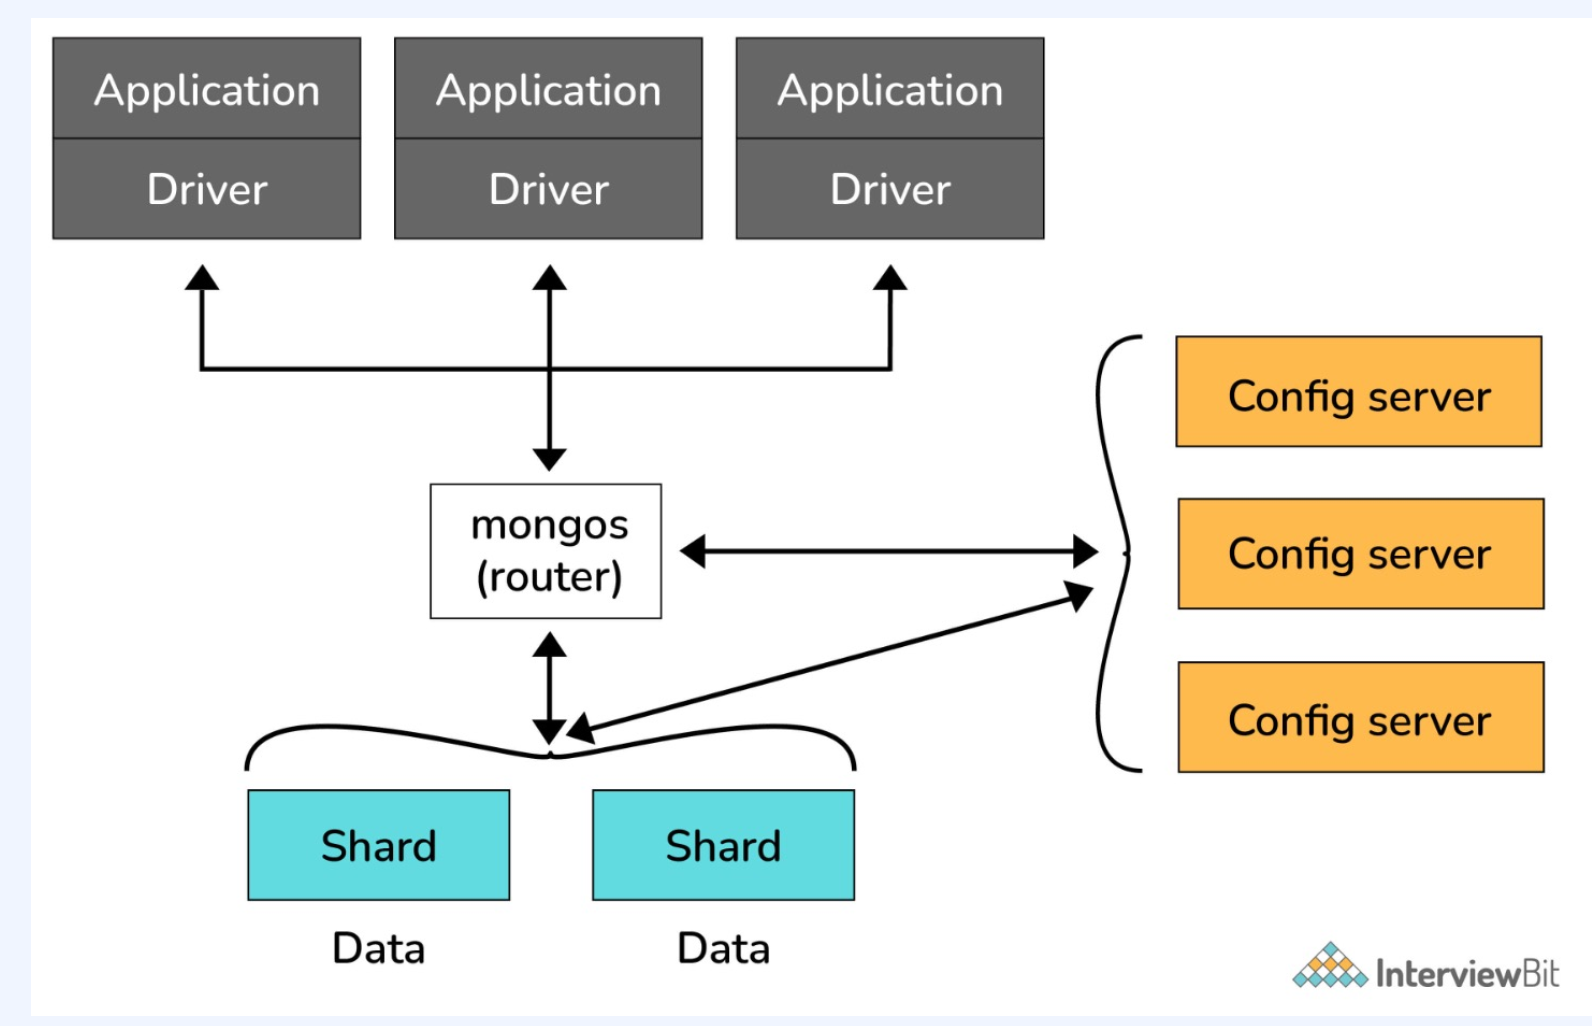 Application
Application
Application
Driver
Driver
Driver
Config server
mongos
(router)
Config server
Config server
Shard
Shard
Data
Data
InterviewBit